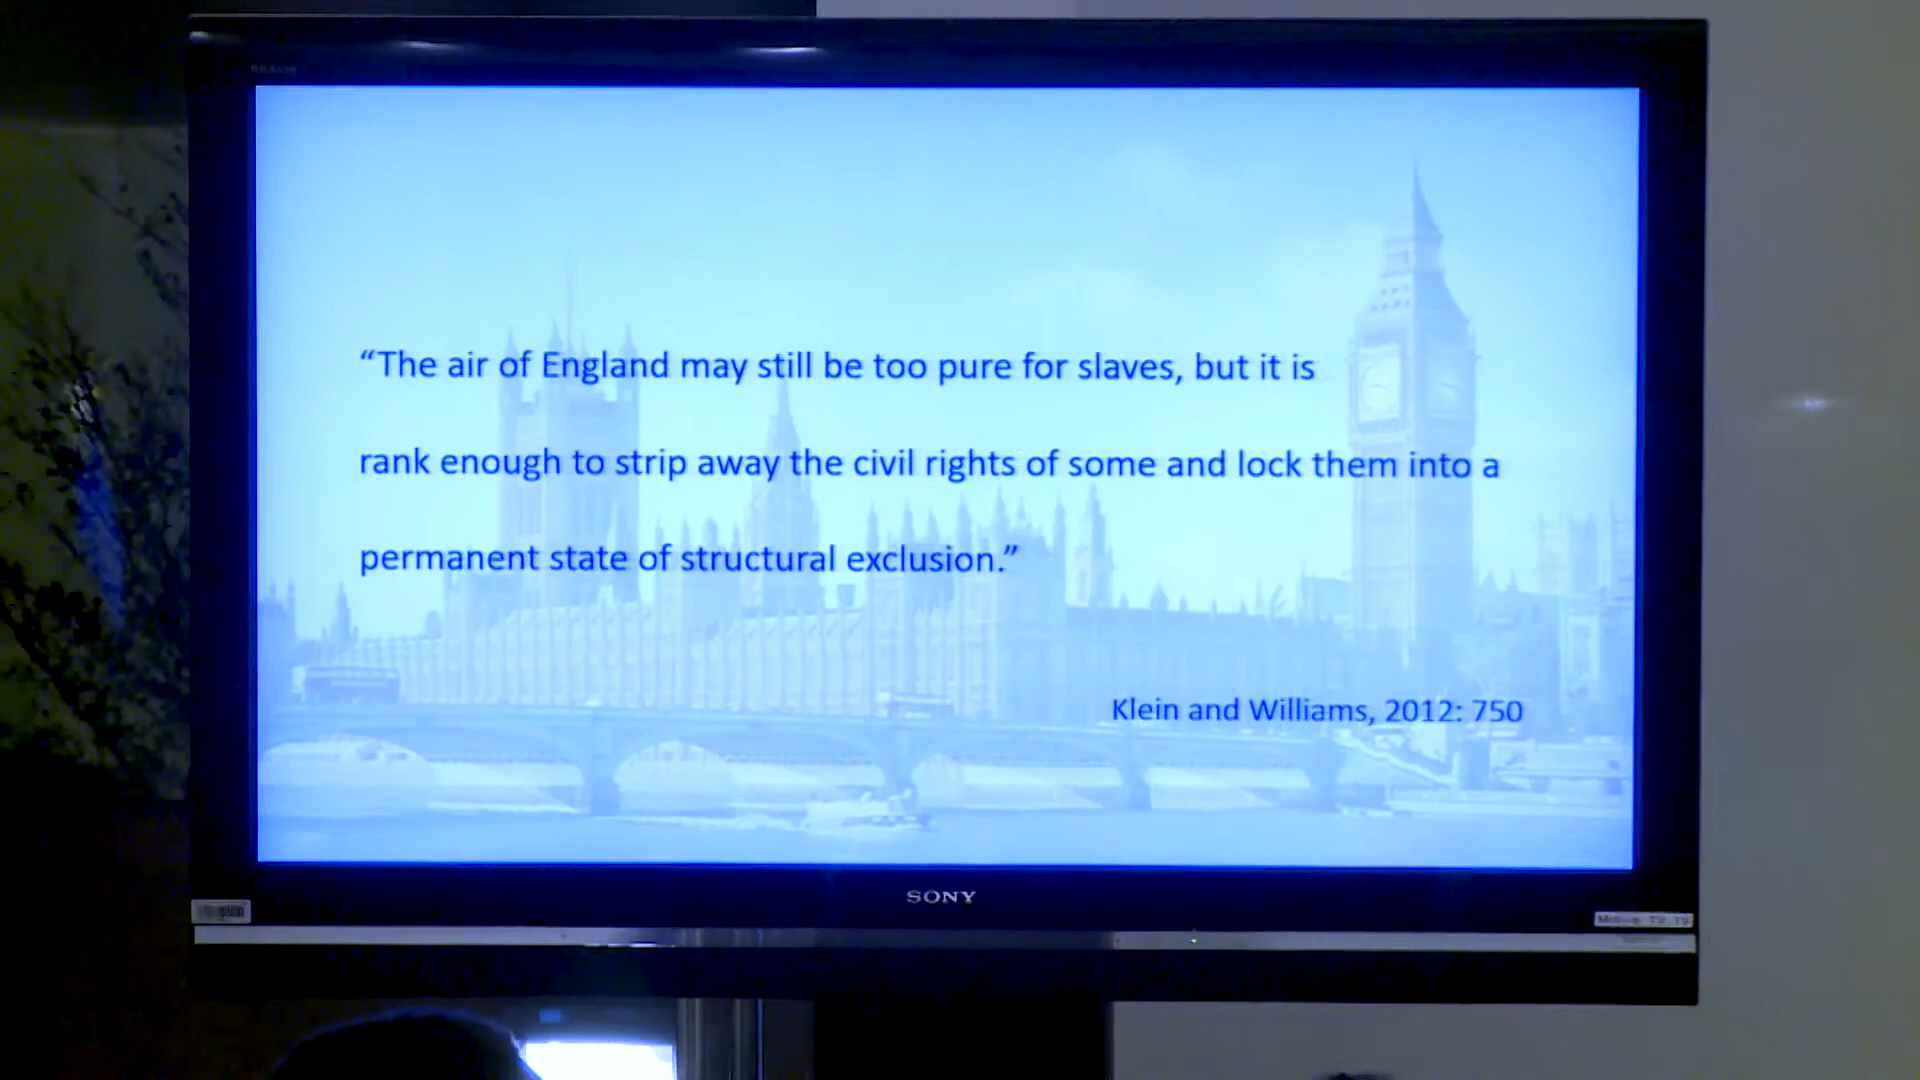 BRAVIA
“The air of England may still be too pure for slaves, but it is
rank enough to strip away the civil rights of some and lock them into a
permanent state of structural exclusion.”
Klein and Williams, 2012: 750
SONY